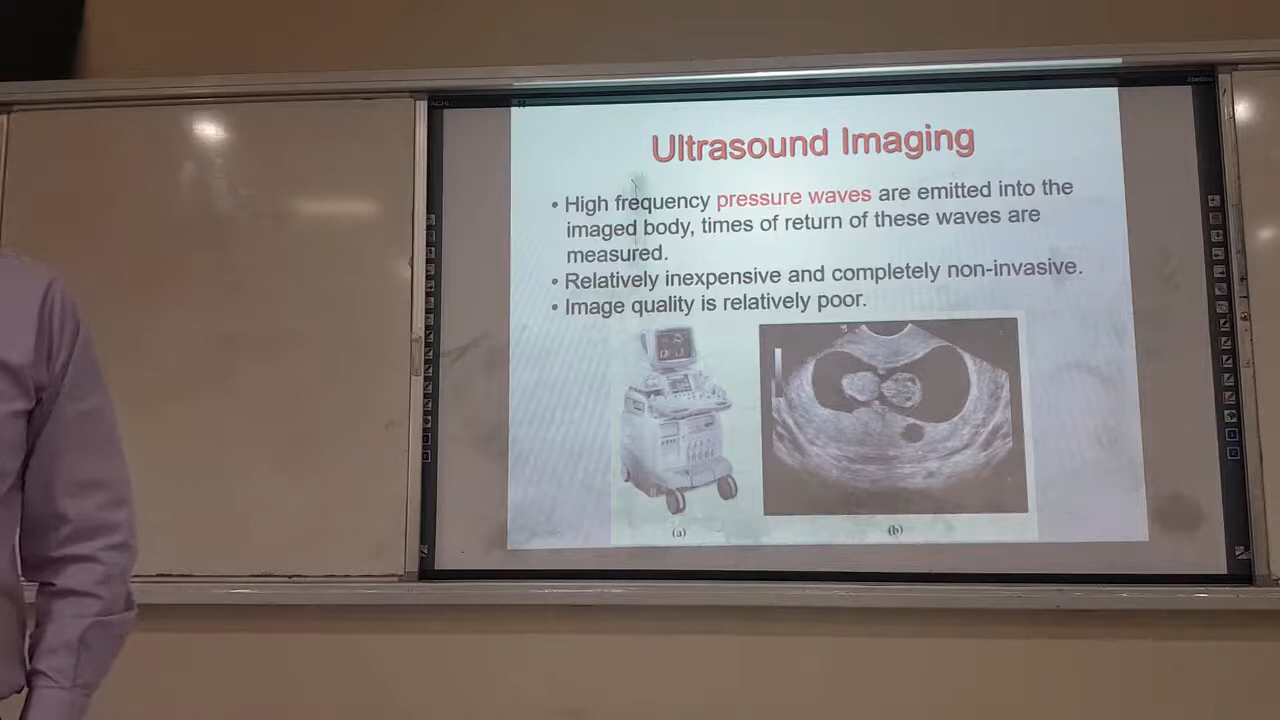 Ultrasound Imaging
• High frequency pressure waves are emitted into the
imaged body, times of return of these waves are
measured.
• Relatively inexpensive and completely non-invasive.
• Image quality is relatively poor.
(a)
(b)